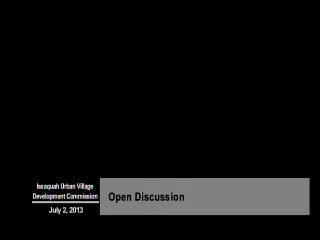 Issaquah Urban Village
Development Commission
July 2, 2013
Open Discussion